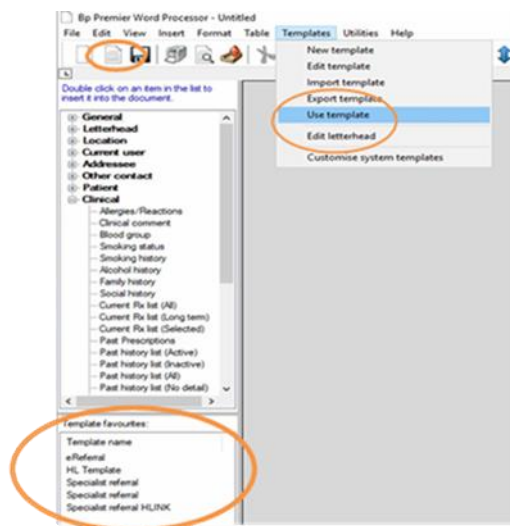 Bp Premier Word Processor - Untitled
File Edit View Insert Format Table Templates Utilities Help
New template
Edit template
Import template
Export template
Use template
Edit letterhead
Customise system templates
Double click on an item in the list to
insert it into the document.
General
Letterhead
Location
Current user
Addressee
Other contact
Patient
Clinical
Allergies/Reactions
Clinical comment
Blood group
Smoking status
Smoking history
Alcohol history
Family history
Social history
Current Rx list (All)
Current Rx list (Long term)
Current Rx list (Selected)
Past Prescriptions
Past history list (Active)
Past history list (Inactive)
Past history list (All)
Past history list (No detail)
Template favourites:
Template name
eReferral
HL Template
Specialist referral
Specialist referral
Specialist referral HLINK